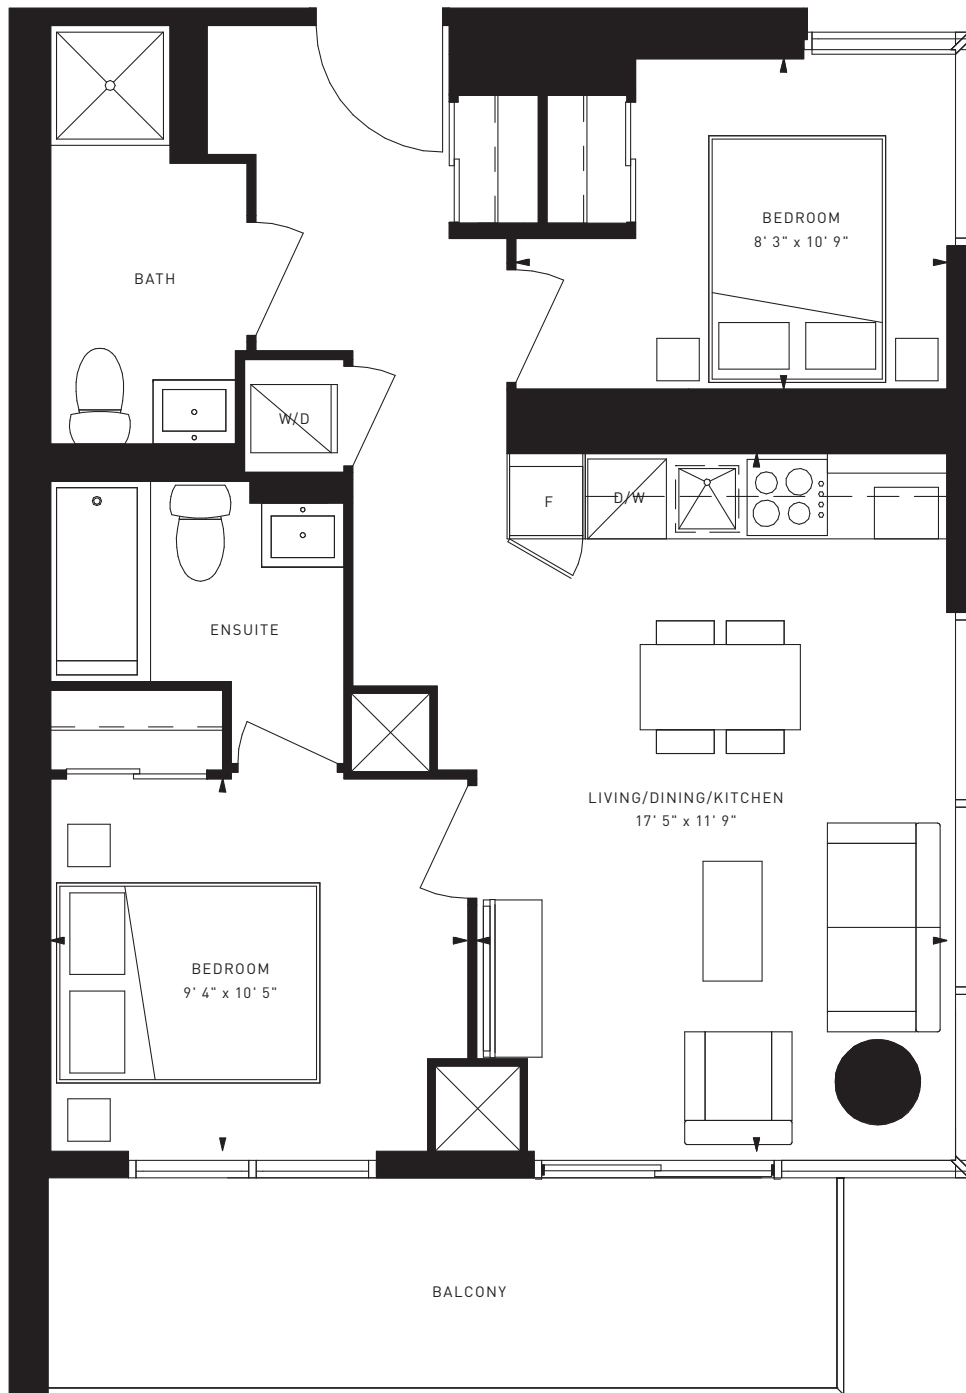 BEDROOM
8' 3" x 10' 9"
BATH
W/D
F
D/W
ENSUITE
LIVING/DINING/KITCHEN
17' 5" x 11' 9"
BEDROOM
9' 4" x 10' 5"
BALCONY